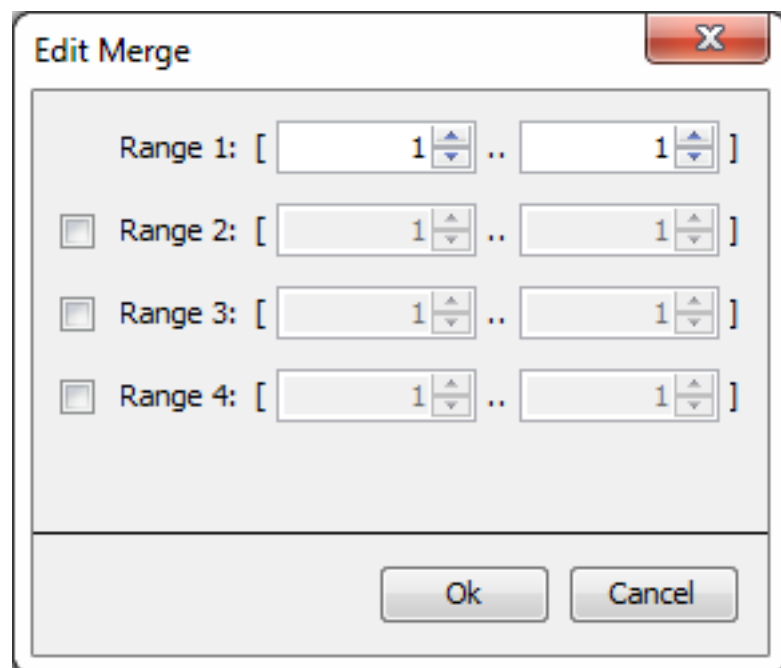 Edit Merge
Range 1: [ 1 .. 1 ]
Range 2: [ 1 .. 1 ]
Range 3: [ 1 .. 1 ]
Range 4: [ 1 .. 1 ]
Ok Cancel